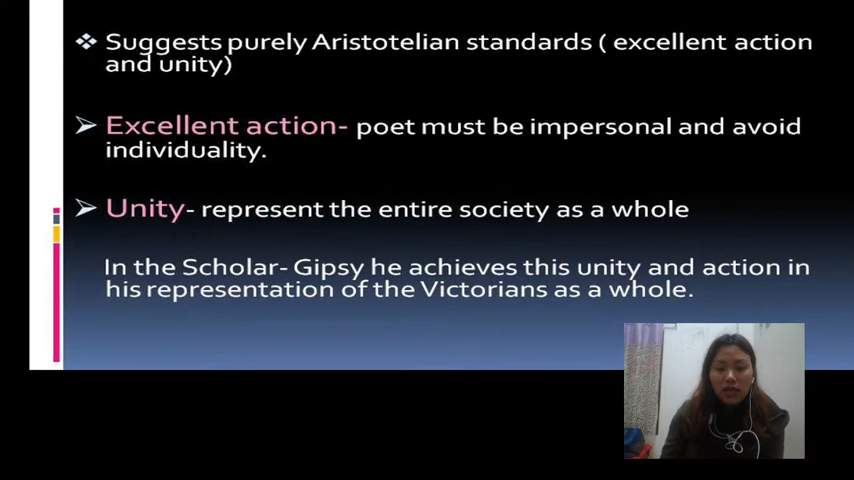 Suggests purely Aristotelian standards ( excellent action
and unity)
Excellent action- poet must be impersonal and avoid
individuality.
Unity- represent the entire society as a whole
In the Scholar- Gipsy he achieves this unity and action in
his representation of the Victorians as a whole.